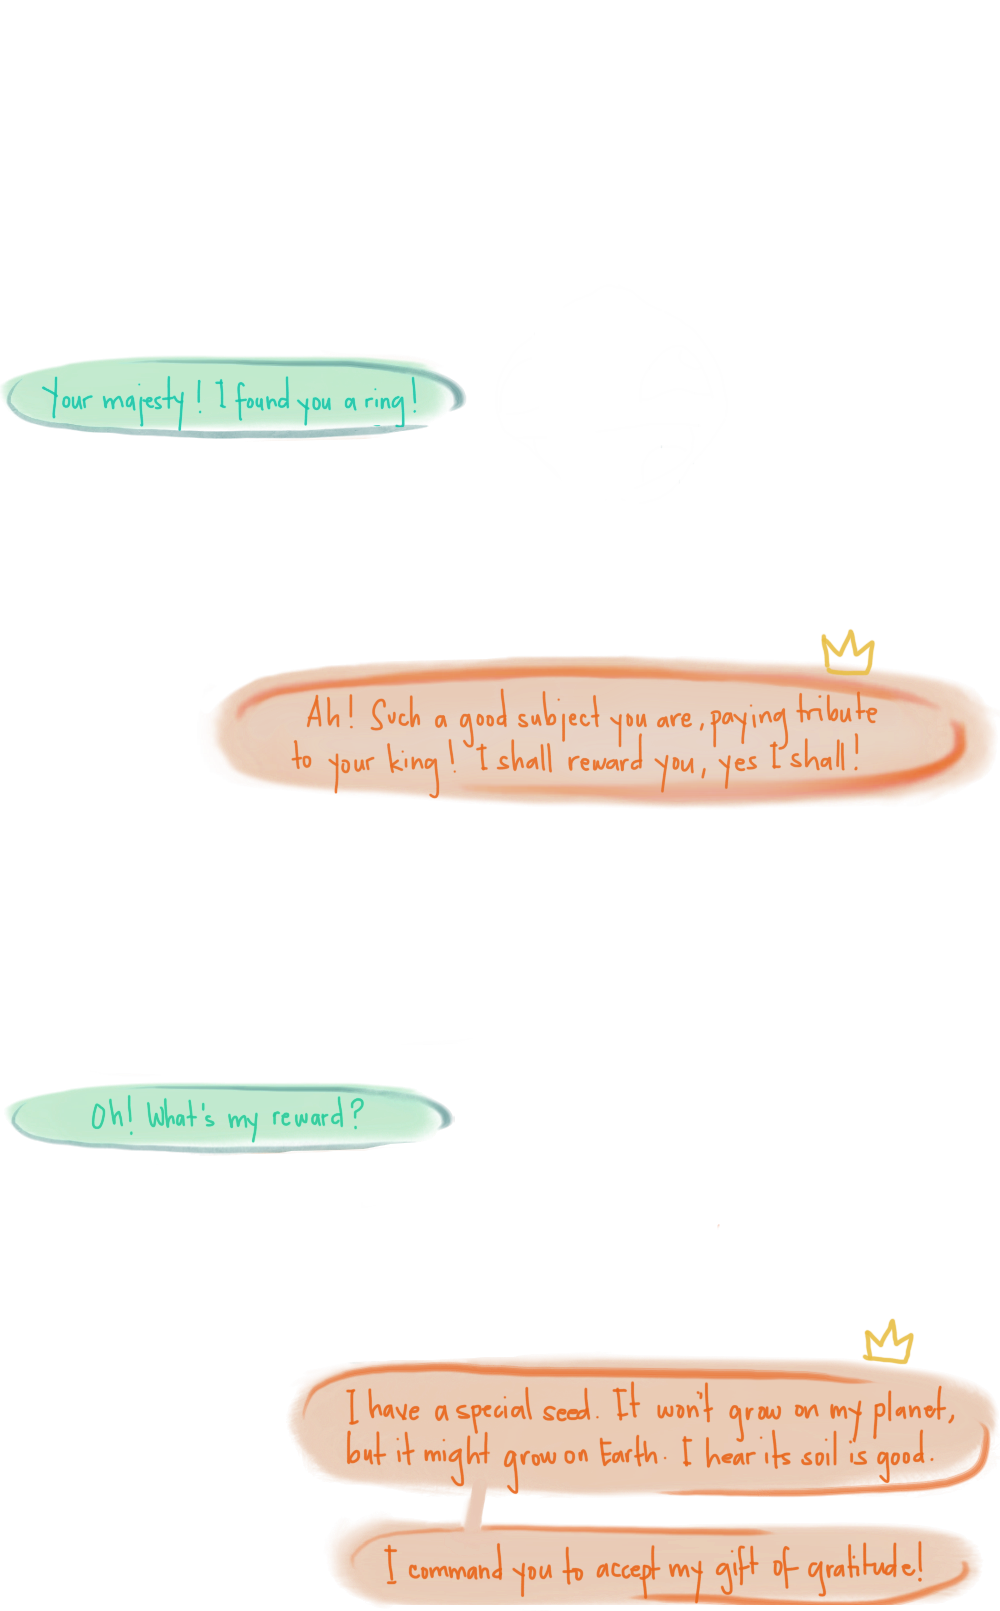 Your majesty! I found you a ring!
Ah! Such a good subject you are, paying tribute
to your king! I shall reward you, yes I shall!
Oh! What's my reward?
I have a special seed. It won't grow on my planet,
but it might grow on Earth. I hear its soil is good.
I command you to accept my gift of gratitude!